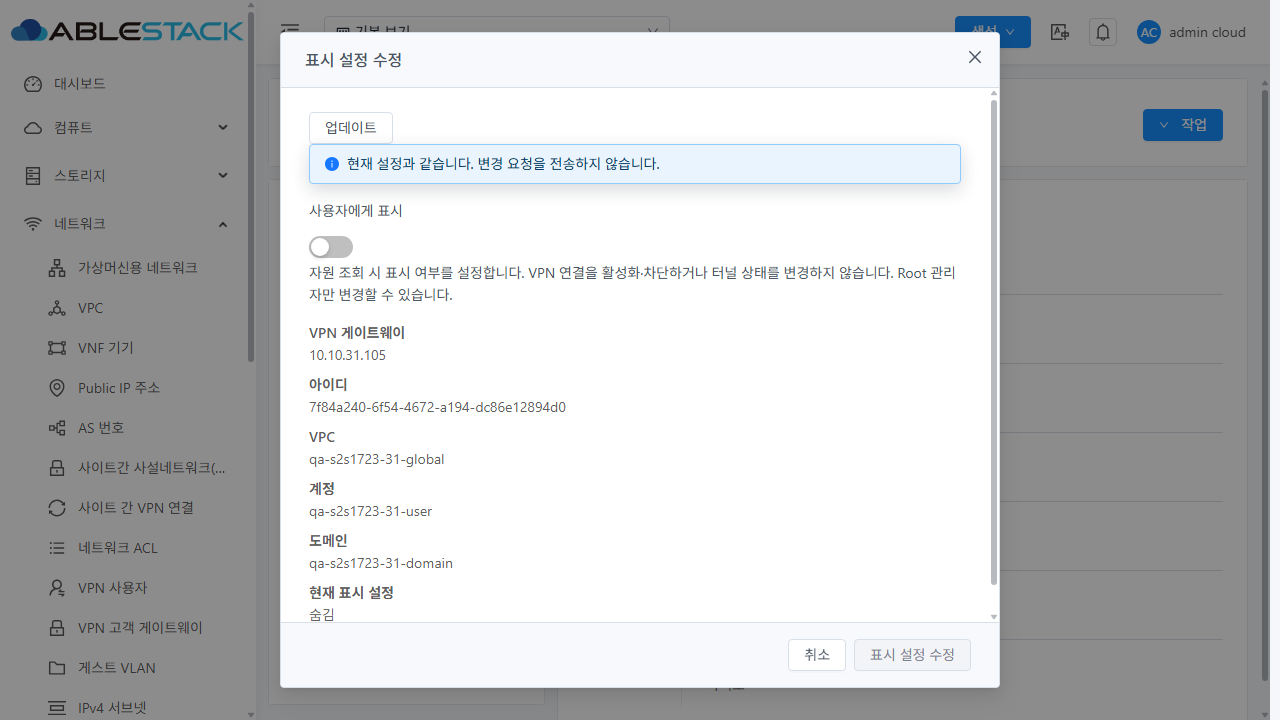 ABLESTACK
기본 보기
생성
AC
admin cloud
대시보드
컴퓨트
스토리지
네트워크
가상머신용 네트워크
VPC
VNF 기기
Public IP 주소
AS 번호
사이트간 사설네트워크(...
사이트 간 VPN 연결
네트워크 ACL
VPN 사용자
VPN 고객 게이트웨이
게스트 VLAN
IPv4 서브넷
작업
표시 설정 수정
업데이트
현재 설정과 같습니다. 변경 요청을 전송하지 않습니다.
사용자에게 표시
자원 조회 시 표시 여부를 설정합니다. VPN 연결을 활성화·차단하거나 터널 상태를 변경하지 않습니다. Root 관리
자만 변경할 수 있습니다.
VPN 게이트웨이
10.10.31.105
아이디
7f84a240-6f54-4672-a194-dc86e12894d0
VPC
qa-s2s1723-31-global
계정
qa-s2s1723-31-user
도메인
qa-s2s1723-31-domain
현재 표시 설정
숨김
취소
표시 설정 수정